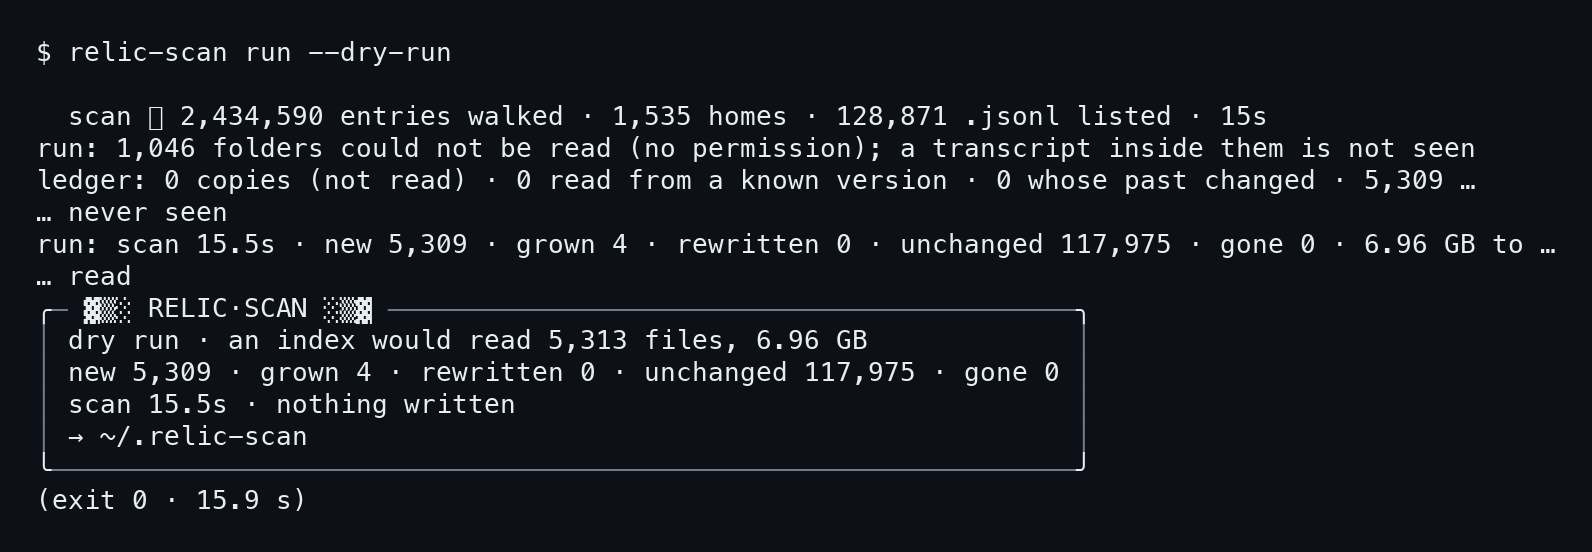 $ relic-scan run --dry-run
scan ▯ 2,434,590 entries walked · 1,535 homes · 128,871 .jsonl listed · 15s
run: 1,046 folders could not be read (no permission); a transcript inside them is not seen
ledger: 0 copies (not read) · 0 read from a known version · 0 whose past changed · 5,309 …
… never seen
run: scan 15.5s · new 5,309 · grown 4 · rewritten 0 · unchanged 117,975 · gone 0 · 6.96 GB to …
… read
▓▒░ RELIC·SCAN ░▒▓
dry run · an index would read 5,313 files, 6.96 GB
new 5,309 · grown 4 · rewritten 0 · unchanged 117,975 · gone 0
scan 15.5s · nothing written
→ ~/.relic-scan
(exit 0 · 15.9 s)